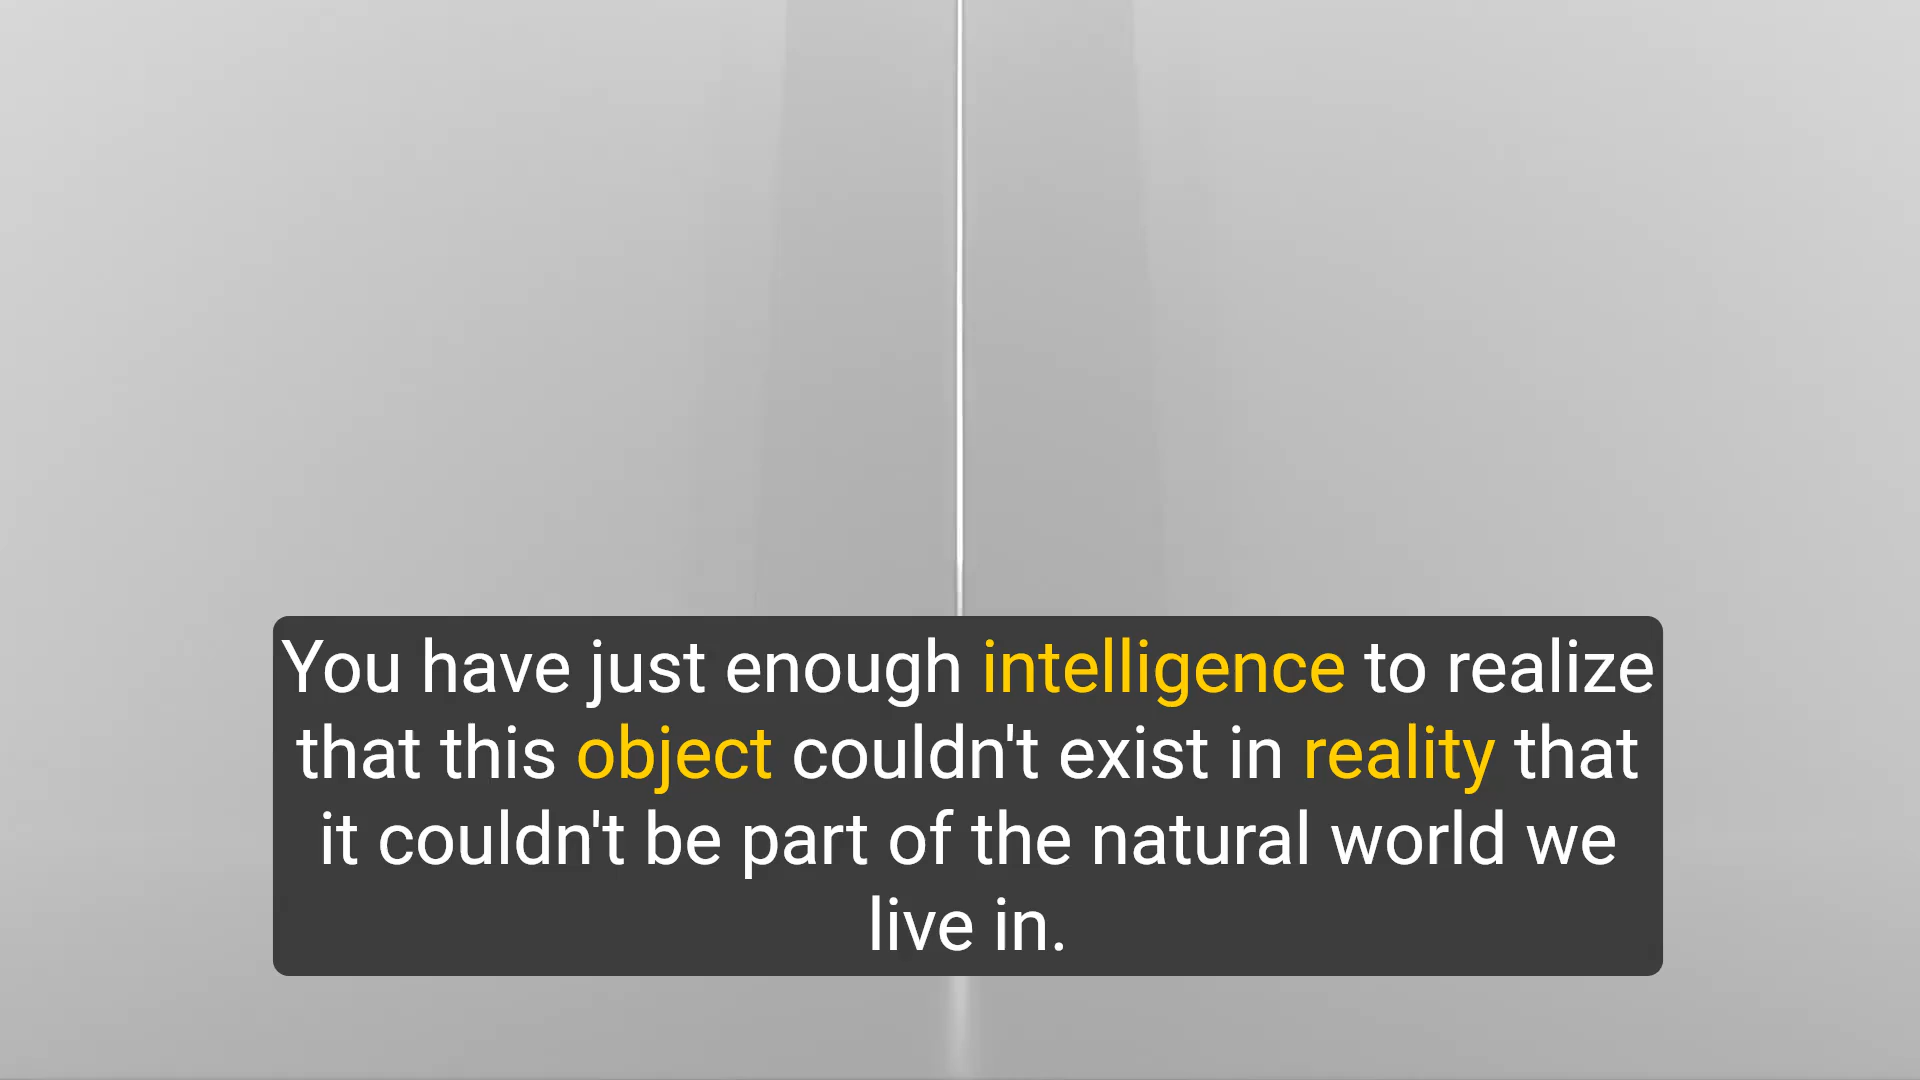 You have just enough intelligence to realize
that this object couldn't exist in reality that
it couldn't be part of the natural world we
live in.